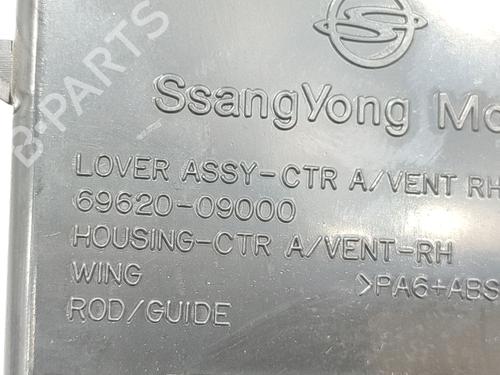 SsangYong Mo
LOVER ASSY-CTR A/VENT RH
69620-09000
HOUSING-CTR A/VENT-RH
WING >PA6+ABS
ROD/GUIDE
B-PARTS